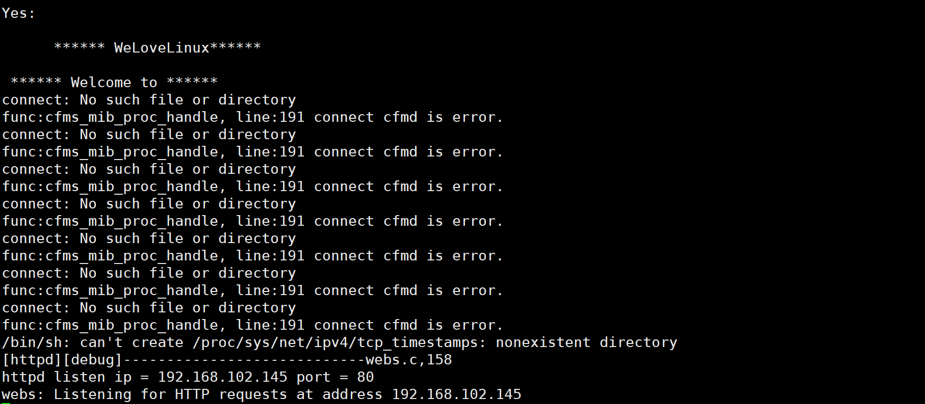 Yes:
****** WeLoveLinux******
****** Welcome to ******
connect: No such file or directory
func:cfms_mib_proc_handle, line:191 connect cfmd is error.
connect: No such file or directory
func:cfms_mib_proc_handle, line:191 connect cfmd is error.
connect: No such file or directory
func:cfms_mib_proc_handle, line:191 connect cfmd is error.
connect: No such file or directory
func:cfms_mib_proc_handle, line:191 connect cfmd is error.
connect: No such file or directory
func:cfms_mib_proc_handle, line:191 connect cfmd is error.
connect: No such file or directory
func:cfms_mib_proc_handle, line:191 connect cfmd is error.
connect: No such file or directory
func:cfms_mib_proc_handle, line:191 connect cfmd is error.
/bin/sh: can't create /proc/sys/net/ipv4/tcp_timestamps: nonexistent directory
[httpd][debug]----------------------------webs.c,158
httpd listen ip = 192.168.102.145 port = 80
webs: Listening for HTTP requests at address 192.168.102.145